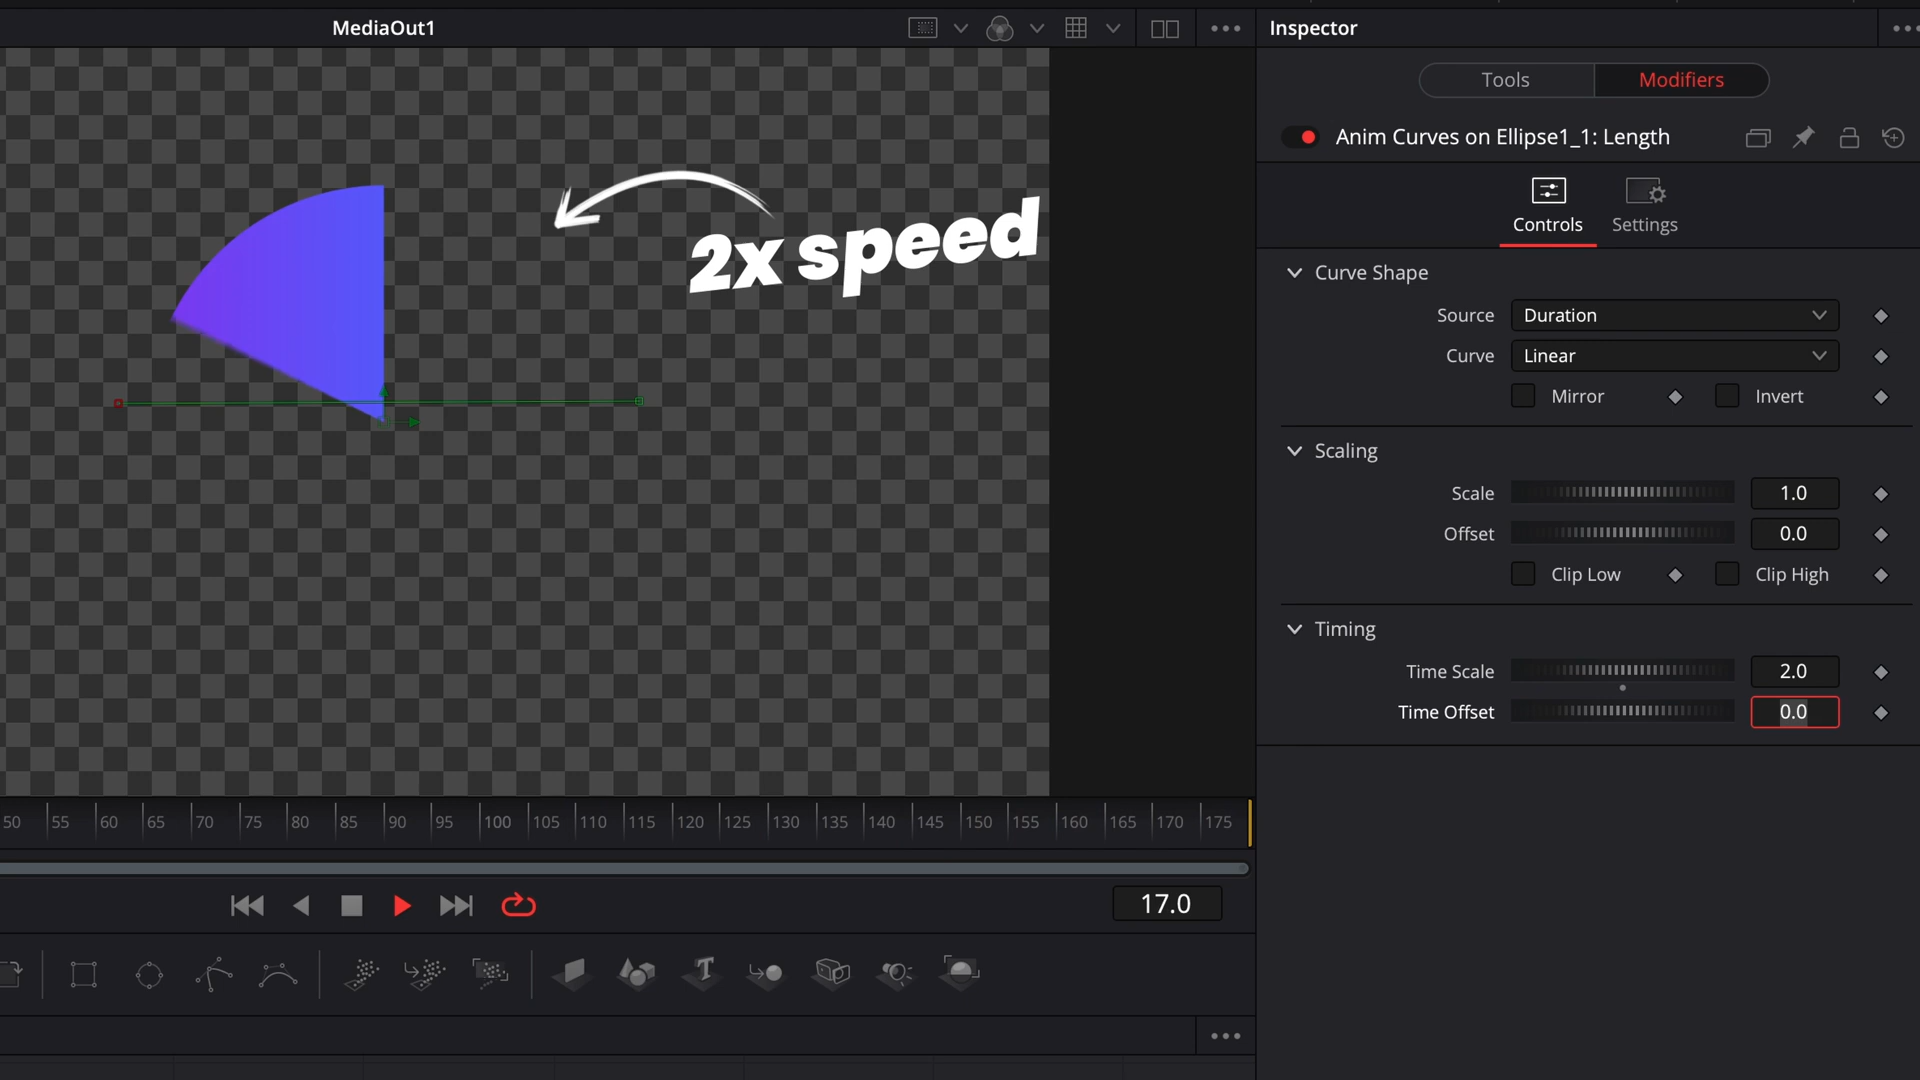 MediaOut1
Inspector
Tools
Modifiers
Anim Curves on Ellipse1_1: Length
Controls
Settings
2x speed
Curve Shape
Source
Duration
Curve
Linear
Mirror
Invert
Scaling
Scale
1.0
Offset
0.0
Clip Low
Clip High
Timing
Time Scale
2.0
Time Offset
0.0
50 55 60 65 70 75 80 85 90 95 100 105 110 115 120 125 130 135 140 145 150 155 160 165 170 175
17.0